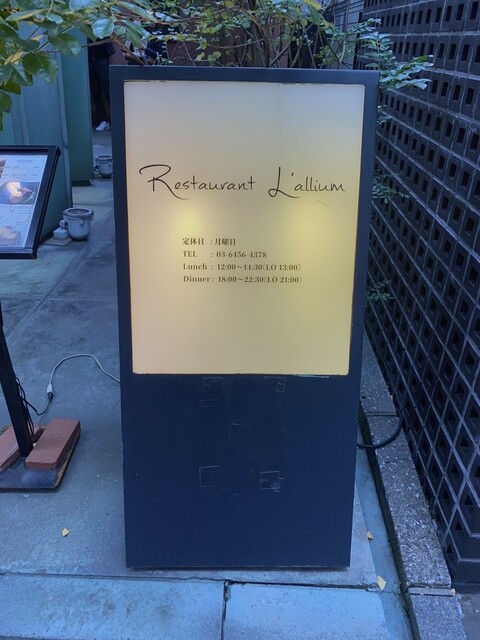 Restaurant L'allium
定休日 : 月曜日
TEL : 03-6456-4378
Lunch : 12:00〜14:30(LO 13:00)
Dinner : 18:00〜22:30(LO 21:00)